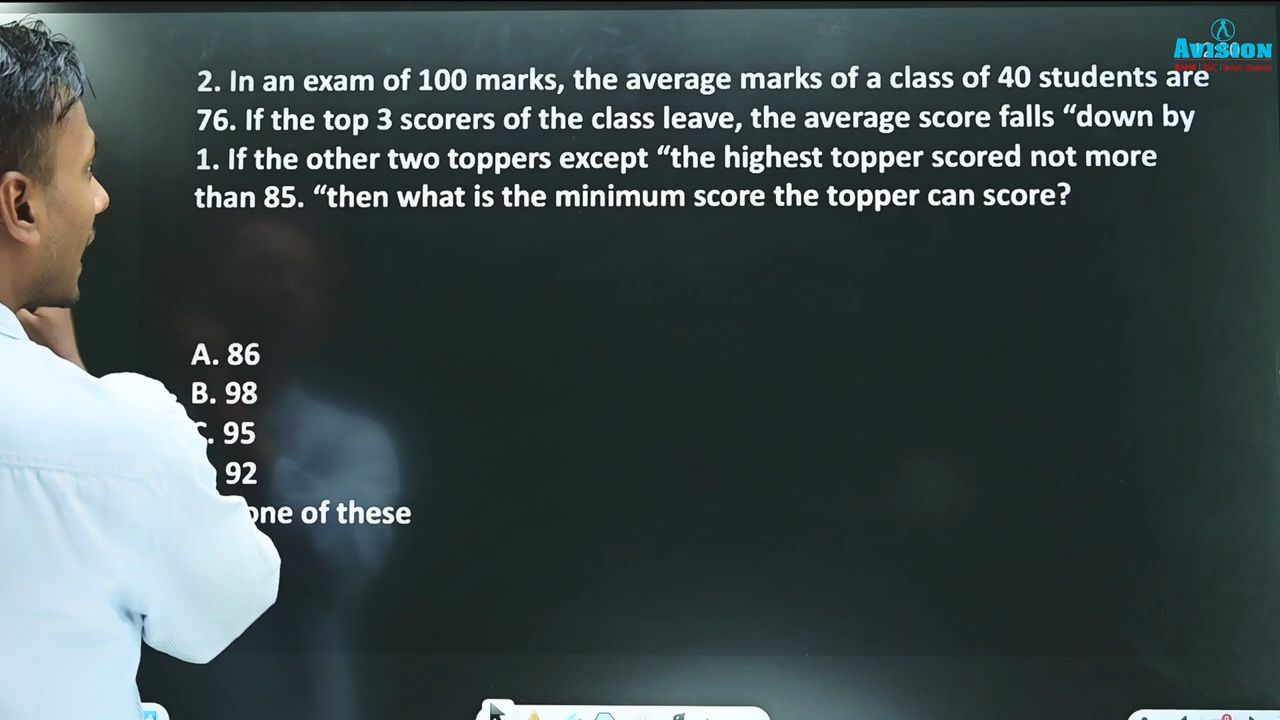 AVISION
2. In an exam of 100 marks, the average marks of a class of 40 students are
76. If the top 3 scorers of the class leave, the average score falls “down by
1. If the other two toppers except “the highest topper scored not more
than 85. “then what is the minimum score the topper can score?
A. 86
B. 98
C. 95
92
one of these